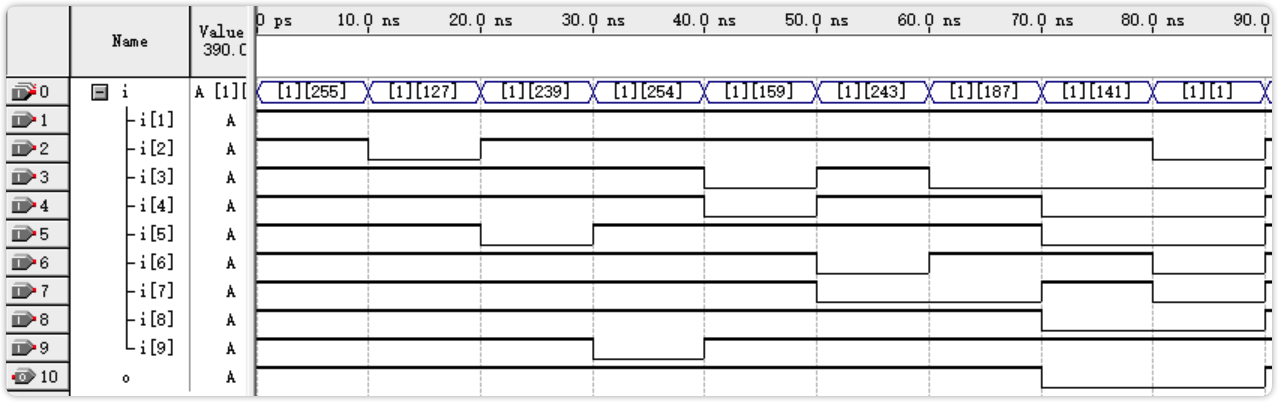 Name
Value
390.0
0 ps 10.0 ns 20.0 ns 30.0 ns 40.0 ns 50.0 ns 60.0 ns 70.0 ns 80.0 ns 90.0
0 i A [1][ [1][255] [1][127] [1][239] [1][254] [1][159] [1][243] [1][187] [1][141] [1][1]
1 i[1] A
2 i[2] A
3 i[3] A
4 i[4] A
5 i[5] A
6 i[6] A
7 i[7] A
8 i[8] A
9 i[9] A
10 o A